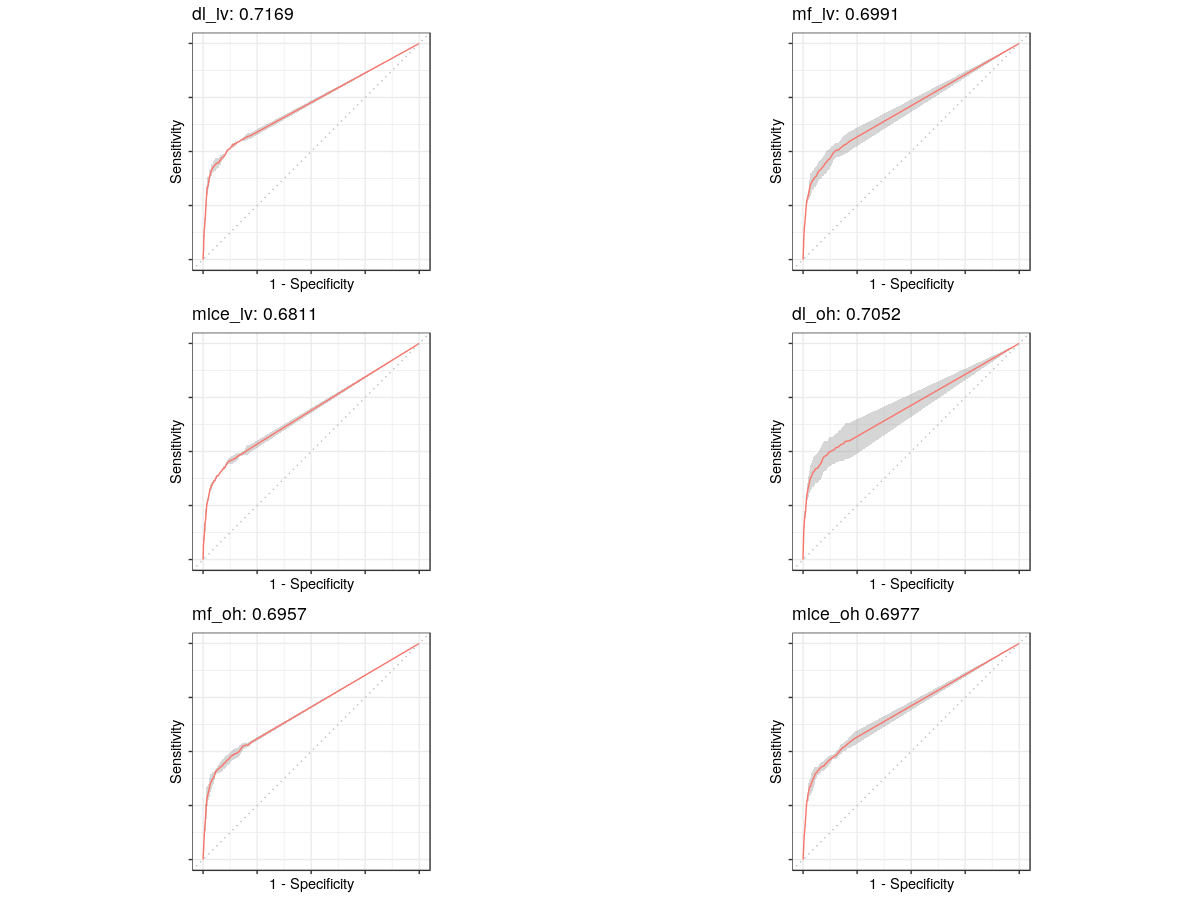 dl_lv: 0.7169
Sensitivity
1 - Specificity
mf_lv: 0.6991
Sensitivity
1 - Specificity
mice_lv: 0.6811
Sensitivity
1 - Specificity
dl_oh: 0.7052
Sensitivity
1 - Specificity
mf_oh: 0.6957
Sensitivity
1 - Specificity
mice_oh 0.6977
Sensitivity
1 - Specificity